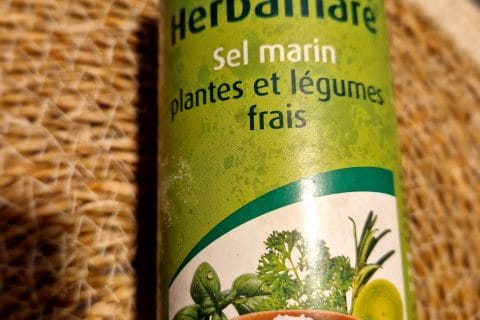 Herbamare
Sel marin
plantes et légumes
frais